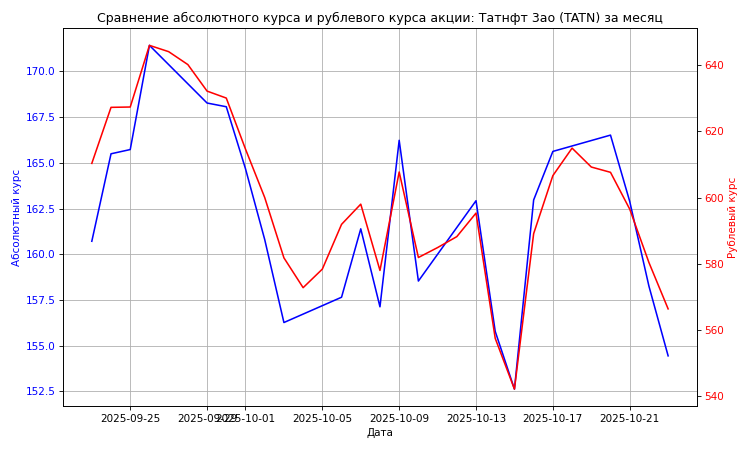 Сравнение абсолютного курса и рублевого курса акции: Татнфт 3ао (TATN) за месяц
Абсолютный курс
170.0
167.5
165.0
162.5
160.0
157.5
155.0
152.5
640
620
600
580
560
540
Рублевый курс
2025-09-25 2025-09-29 2025-10-01 2025-10-05 2025-10-09 2025-10-13 2025-10-17 2025-10-21
Дата